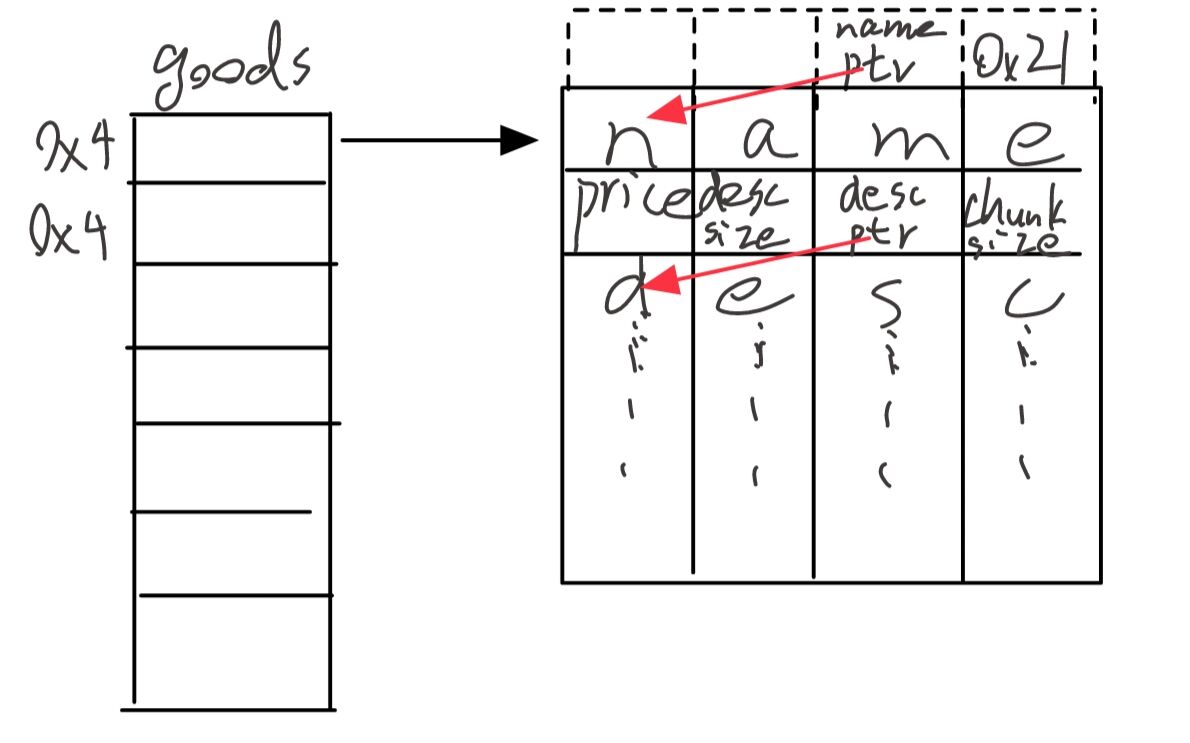 goods
0x4
0x4
name
ptr
0x21
n a m e
price
desc
size
desc
ptr
chunk
size
d e s c